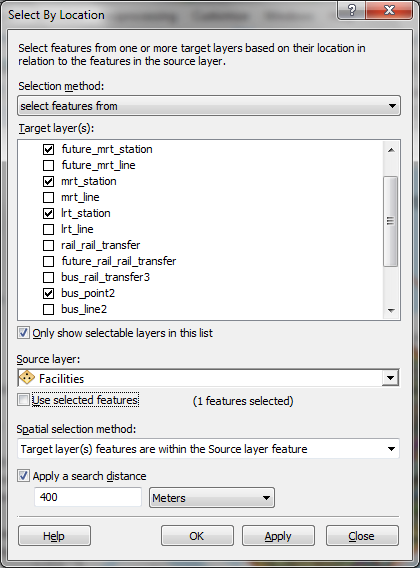 Select By Location
Select features from one or more target layers based on their location in
relation to the features in the source layer.
Selection method:
select features from
Target layer(s):
future_mrt_station
future_mrt_line
mrt_station
mrt_line
lrt_station
lrt_line
rail_rail_transfer
future_rail_rail_transfer
bus_rail_transfer3
bus_point2
bus_line2
Only show selectable layers in this list
Source layer:
Facilities
Use selected features (1 features selected)
Spatial selection method:
Target layer(s) features are within the Source layer feature
Apply a search distance
400 Meters
Help OK Apply Close